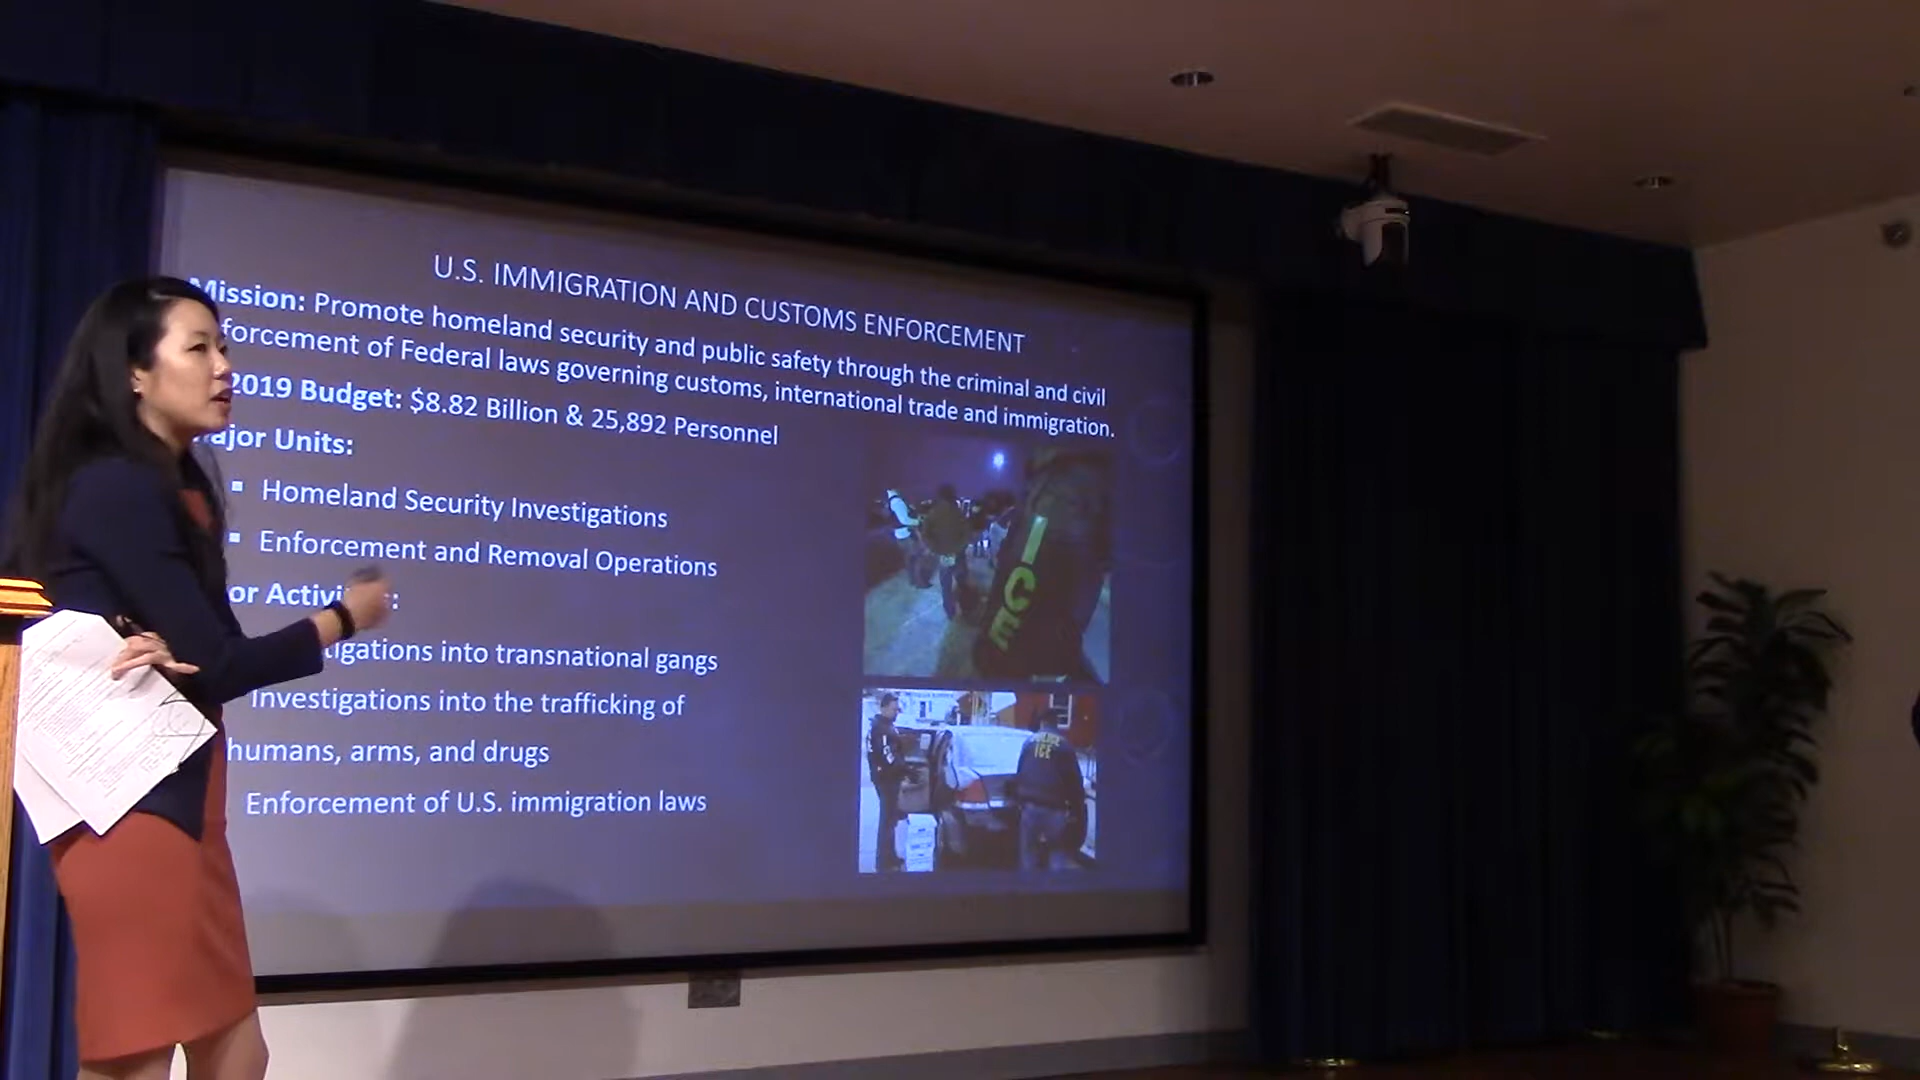 U.S. IMMIGRATION AND CUSTOMS ENFORCEMENT
Mission: Promote homeland security and public safety through the criminal and civil
forcement of Federal laws governing customs, international trade and immigration.
2019 Budget: $8.82 Billion & 25,892 Personnel
ajor Units:
▪ Homeland Security Investigations
▪ Enforcement and Removal Operations
or Activi :
tigations into transnational gangs
Investigations into the trafficking of
humans, arms, and drugs
Enforcement of U.S. immigration laws
ICE
POLICE
ICE